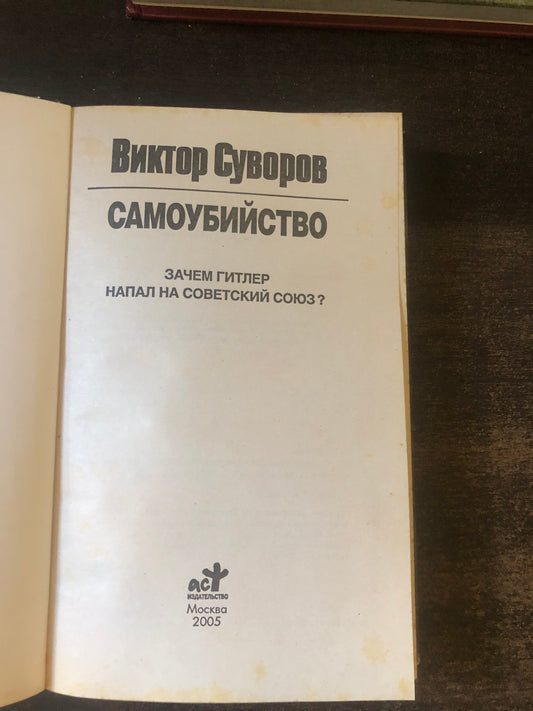 Виктор Суворов
САМОУБИЙСТВО
ЗАЧЕМ ГИТЛЕР
НАПАЛ НА СОВЕТСКИЙ СОЮЗ?
аст
ИЗДАТЕЛЬСТВО
Москва
2005